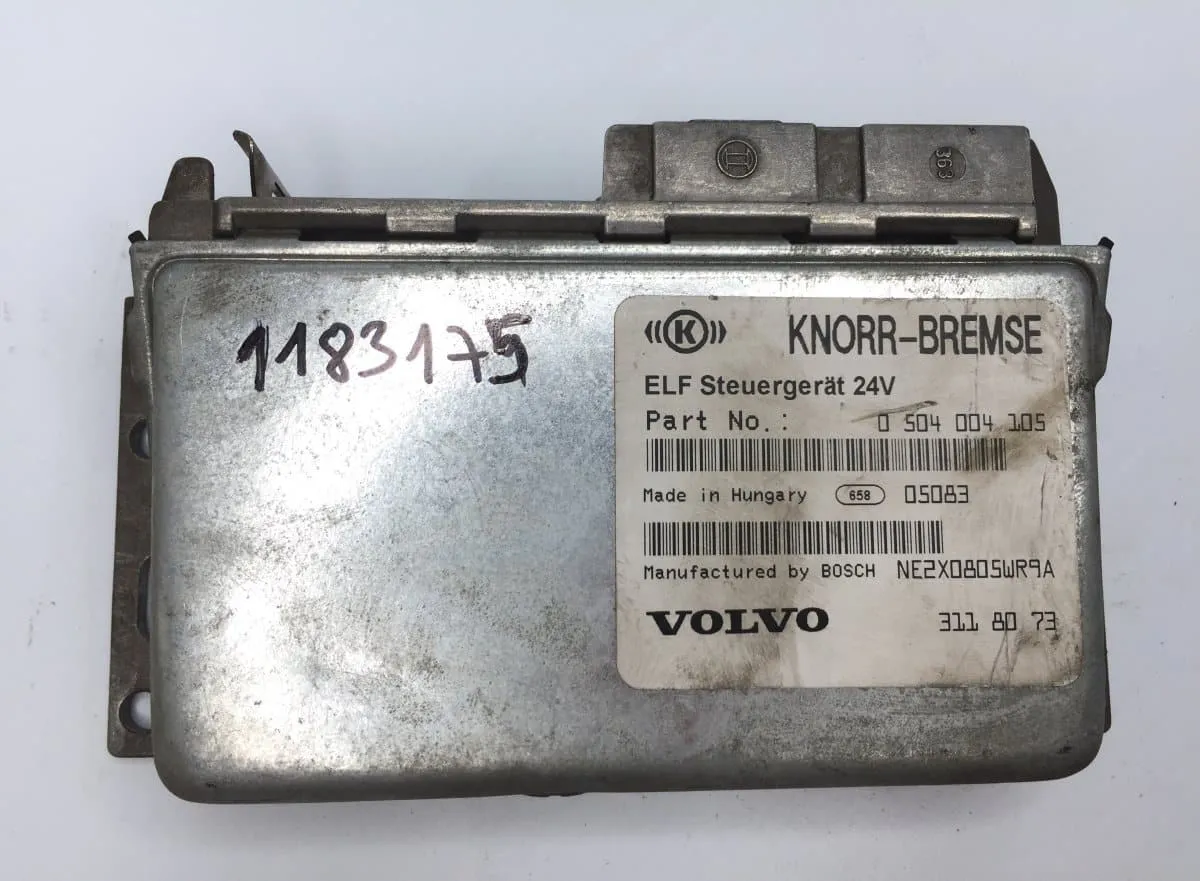 363
1183175
K KNORR-BREMSE
ELF Steuergerät 24V
Part No.: 0 504 004 105
Made in Hungary 658 05083
Manufactured by BOSCH NE2X0805WR9A
VOLVO 311 80 73